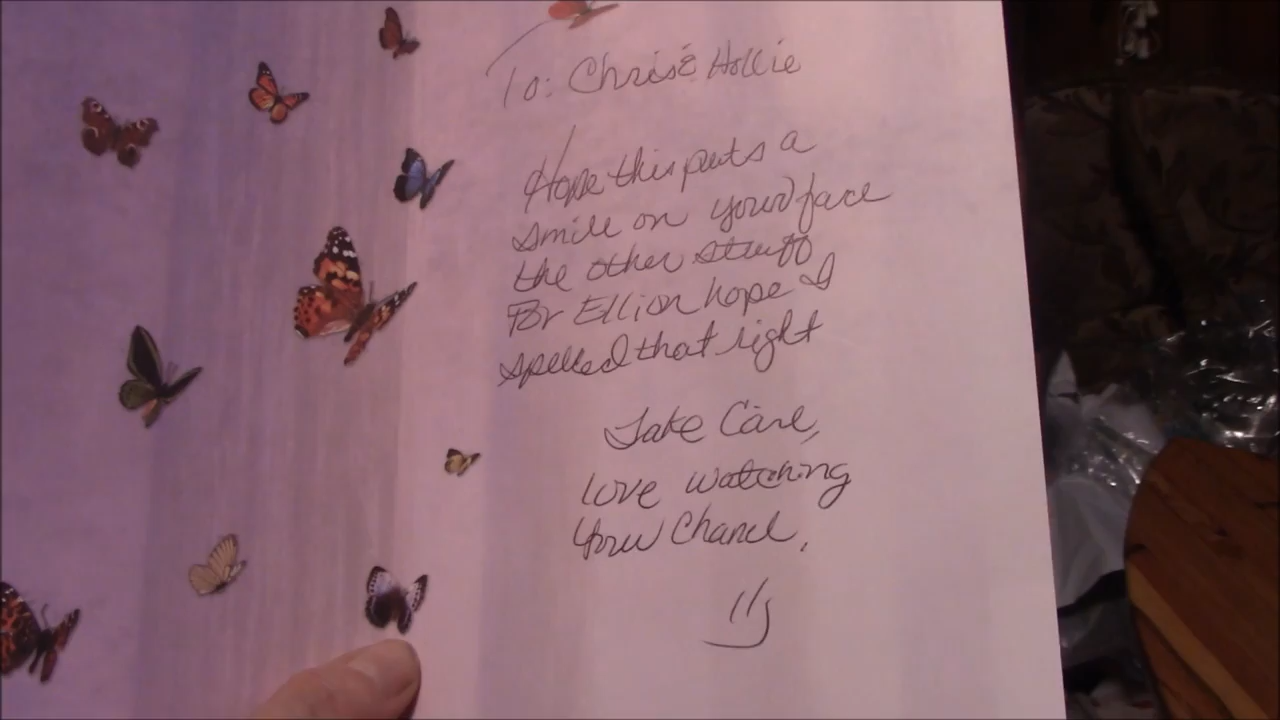 To: Chris & Hollie
Hope this puts a
smile on your face
the other stuff
For Ellion hope I
spelled that right
Take Care,
love watching
your Chanel.